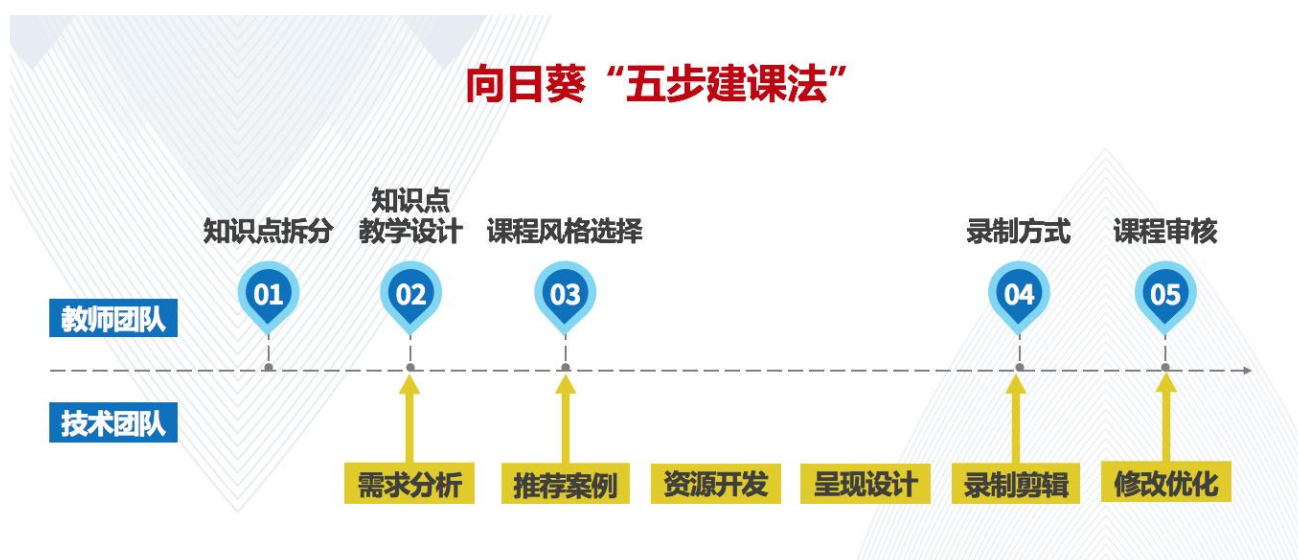 向日葵“五步建课法”
知识点拆分
知识点
教学设计
课程风格选择
录制方式
课程审核
01
02
03
04
05
教师团队
技术团队
需求分析
推荐案例
资源开发
呈现设计
录制剪辑
修改优化